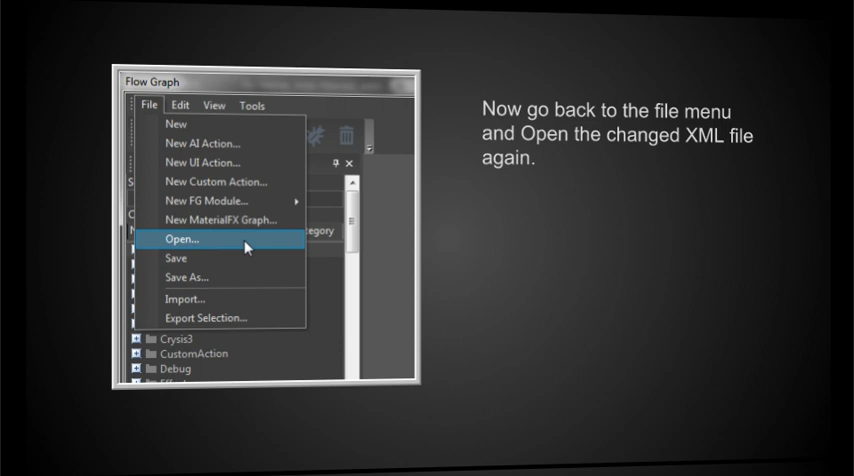 Flow Graph
File Edit View Tools
New
New AI Action...
New UI Action...
New Custom Action...
New FG Module...
New MaterialFX Graph...
Open...
Save
Save As...
Import...
Export Selection...
Crysis3
CustomAction
Debug
Now go back to the file menu
and Open the changed XML file
again.